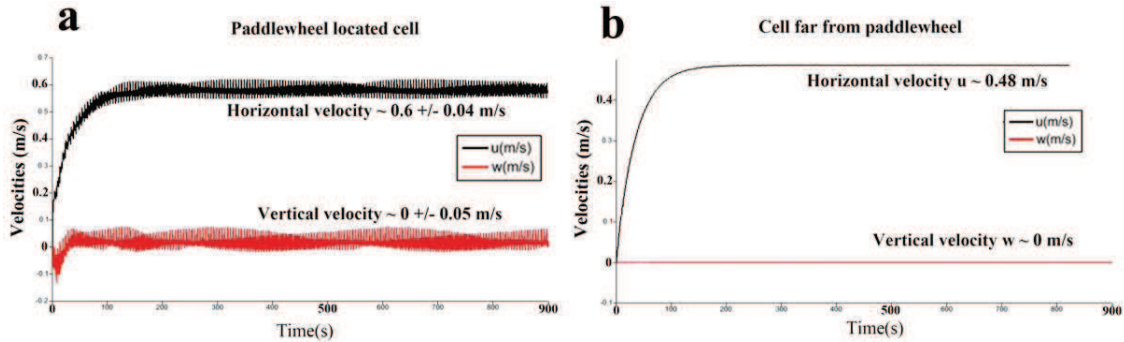 a
Paddlewheel located cell
0.7
0.6
0.5
0.4
0.3
0.2
0.1
0
-0.1
-0.2
Velocities (m/s)
Horizontal velocity ~ 0.6 +/- 0.04 m/s
u(m/s)
w(m/s)
Vertical velocity ~ 0 +/- 0.05 m/s
0 100 200 300 400 500 600 700 800 900
Time(s)
b
Cell far from paddlewheel
0.4
0.3
0.2
0.1
0
-0.1
Velocities (m/s)
Horizontal velocity u ~ 0.48 m/s
u(m/s)
w(m/s)
Vertical velocity w ~ 0 m/s
0 100 200 300 400 500 600 700 800 900
Time(s)